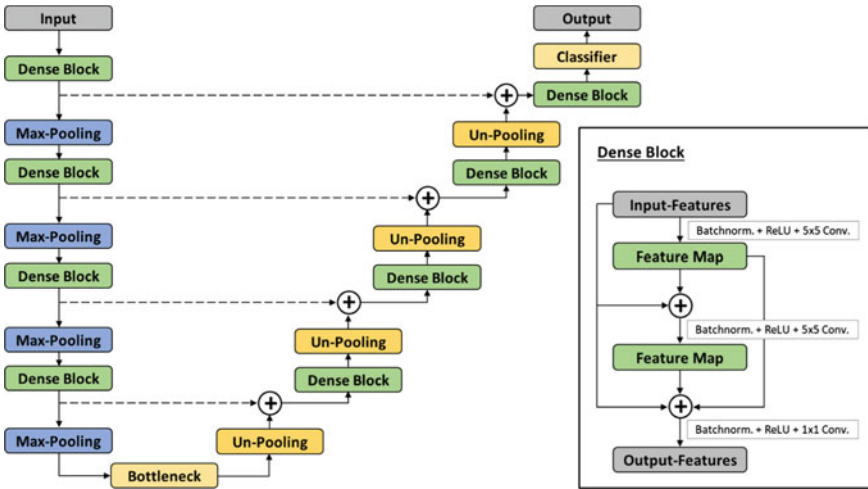 Input
Dense Block
Max-Pooling
Dense Block
Max-Pooling
Dense Block
Max-Pooling
Dense Block
Max-Pooling
Bottleneck
Un-Pooling
+
Dense Block
Un-Pooling
+
Dense Block
Un-Pooling
+
Dense Block
Un-Pooling
+
Dense Block
Classifier
Output
Dense Block
Input-Features
Batchnorm. + ReLU + 5x5 Conv.
Feature Map
+
Batchnorm. + ReLU + 5x5 Conv.
Feature Map
+
Batchnorm. + ReLU + 1x1 Conv.
Output-Features